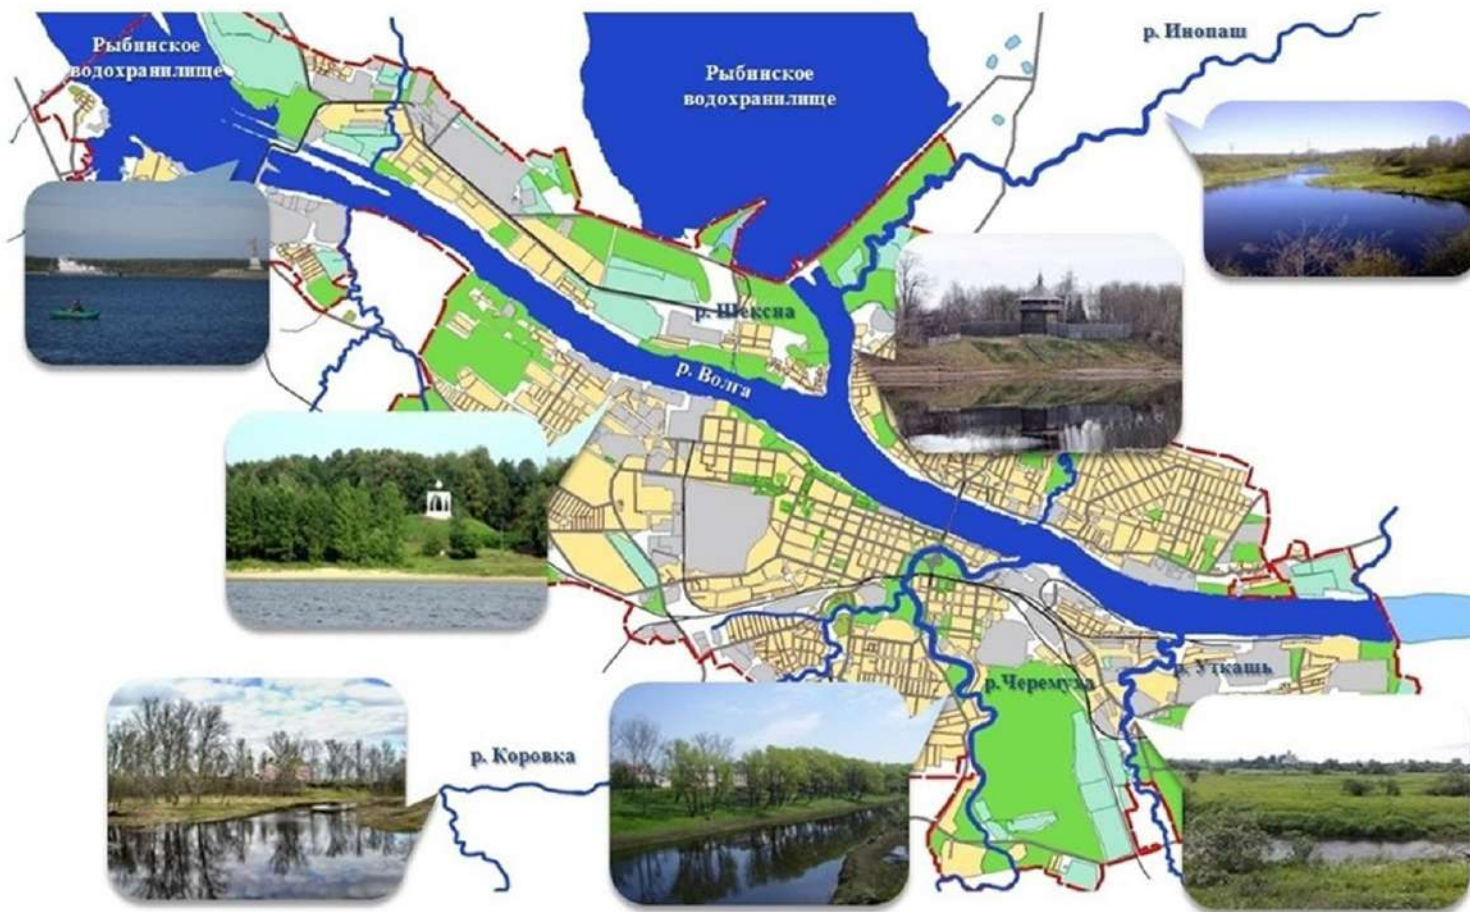 Рыбинское
водохранилище
Рыбинское
водохранилище
р. Инопаш
р. Шексна
р. Волга
р.Черемуха
р. Уткашь
р. Коровка